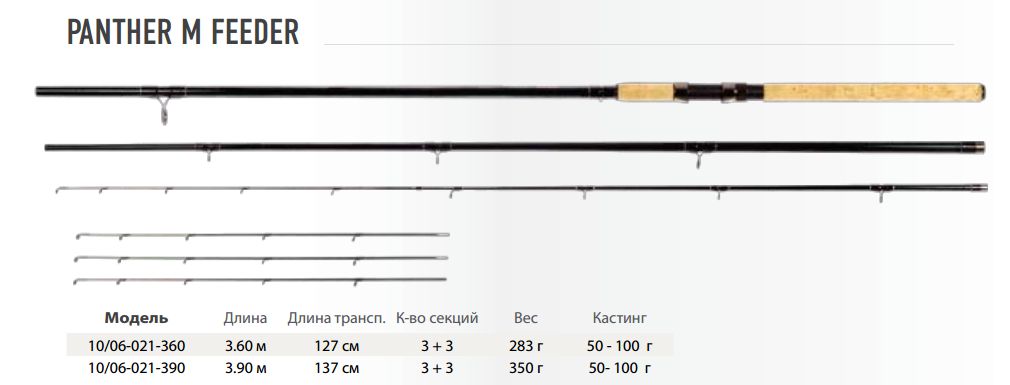 PANTHER M FEEDER
Модель Длина Длина трансп. К-во секций Вес Кастинг
10/06-021-360 3.60 м 127 см 3 + 3 283 г 50 - 100 г
10/06-021-390 3.90 м 137 см 3 + 3 350 г 50- 100 г